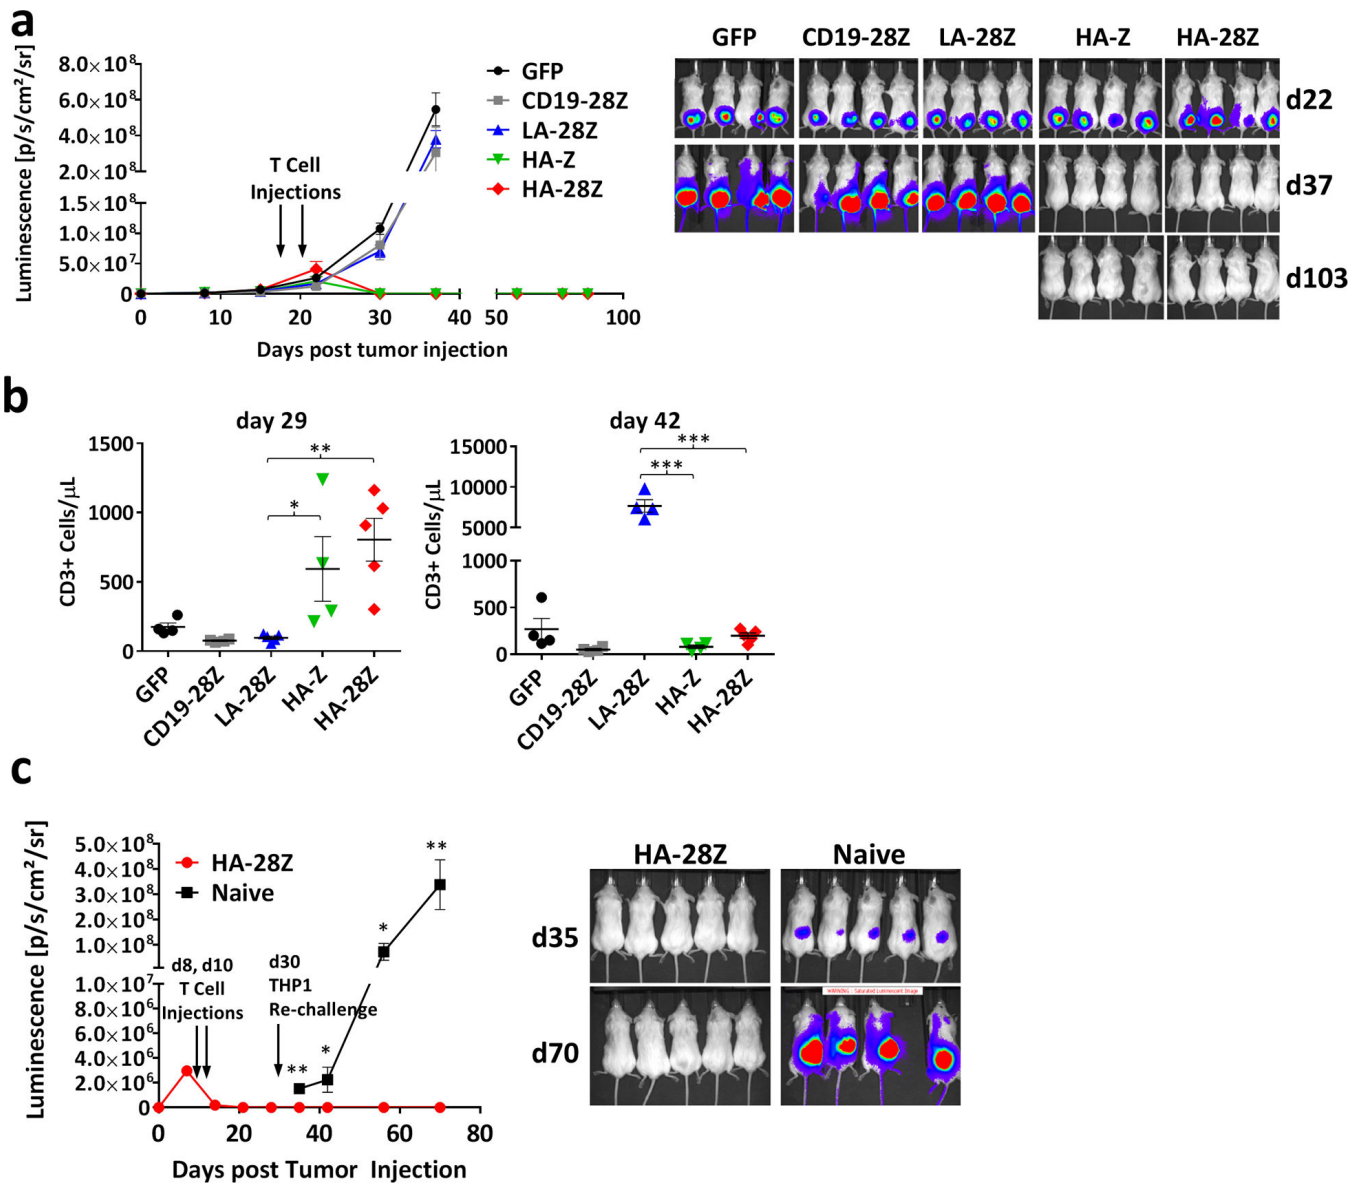 a
Luminescence [p/s/cm²/sr]
8.0×10⁸
6.0×10⁸
4.0×10⁸
2.0×10⁸
1.5×10⁸
1.0×10⁸
5.0×10⁷
0
T Cell
Injections
GFP
CD19-28Z
LA-28Z
HA-Z
HA-28Z
0 10 20 30 40 50 100
Days post tumor injection
GFP CD19-28Z LA-28Z HA-Z HA-28Z
d22
d37
d103
b
day 29
CD3+ Cells/µL
1500
1000
500
0
**
*
GFP
CD19-28Z
LA-28Z
HA-Z
HA-28Z
day 42
CD3+ Cells/µL
15000
10000
5000
1000
500
0
***
***
GFP
CD19-28Z
LA-28Z
HA-Z
HA-28Z
c
Luminescence [p/s/cm²/sr]
5.0×10⁸
4.0×10⁸
3.0×10⁸
2.0×10⁸
1.0×10⁸
1.0×10⁷
8.0×10⁶
6.0×10⁶
4.0×10⁶
2.0×10⁶
0
HA-28Z
Naive
d8, d10
T Cell
Injections
d30
THP1
Re-challenge
**
*
*
**
0 20 40 60 80
Days post Tumor Injection
HA-28Z Naive
d35
d70
WARNING : Saturated Luminescent Image